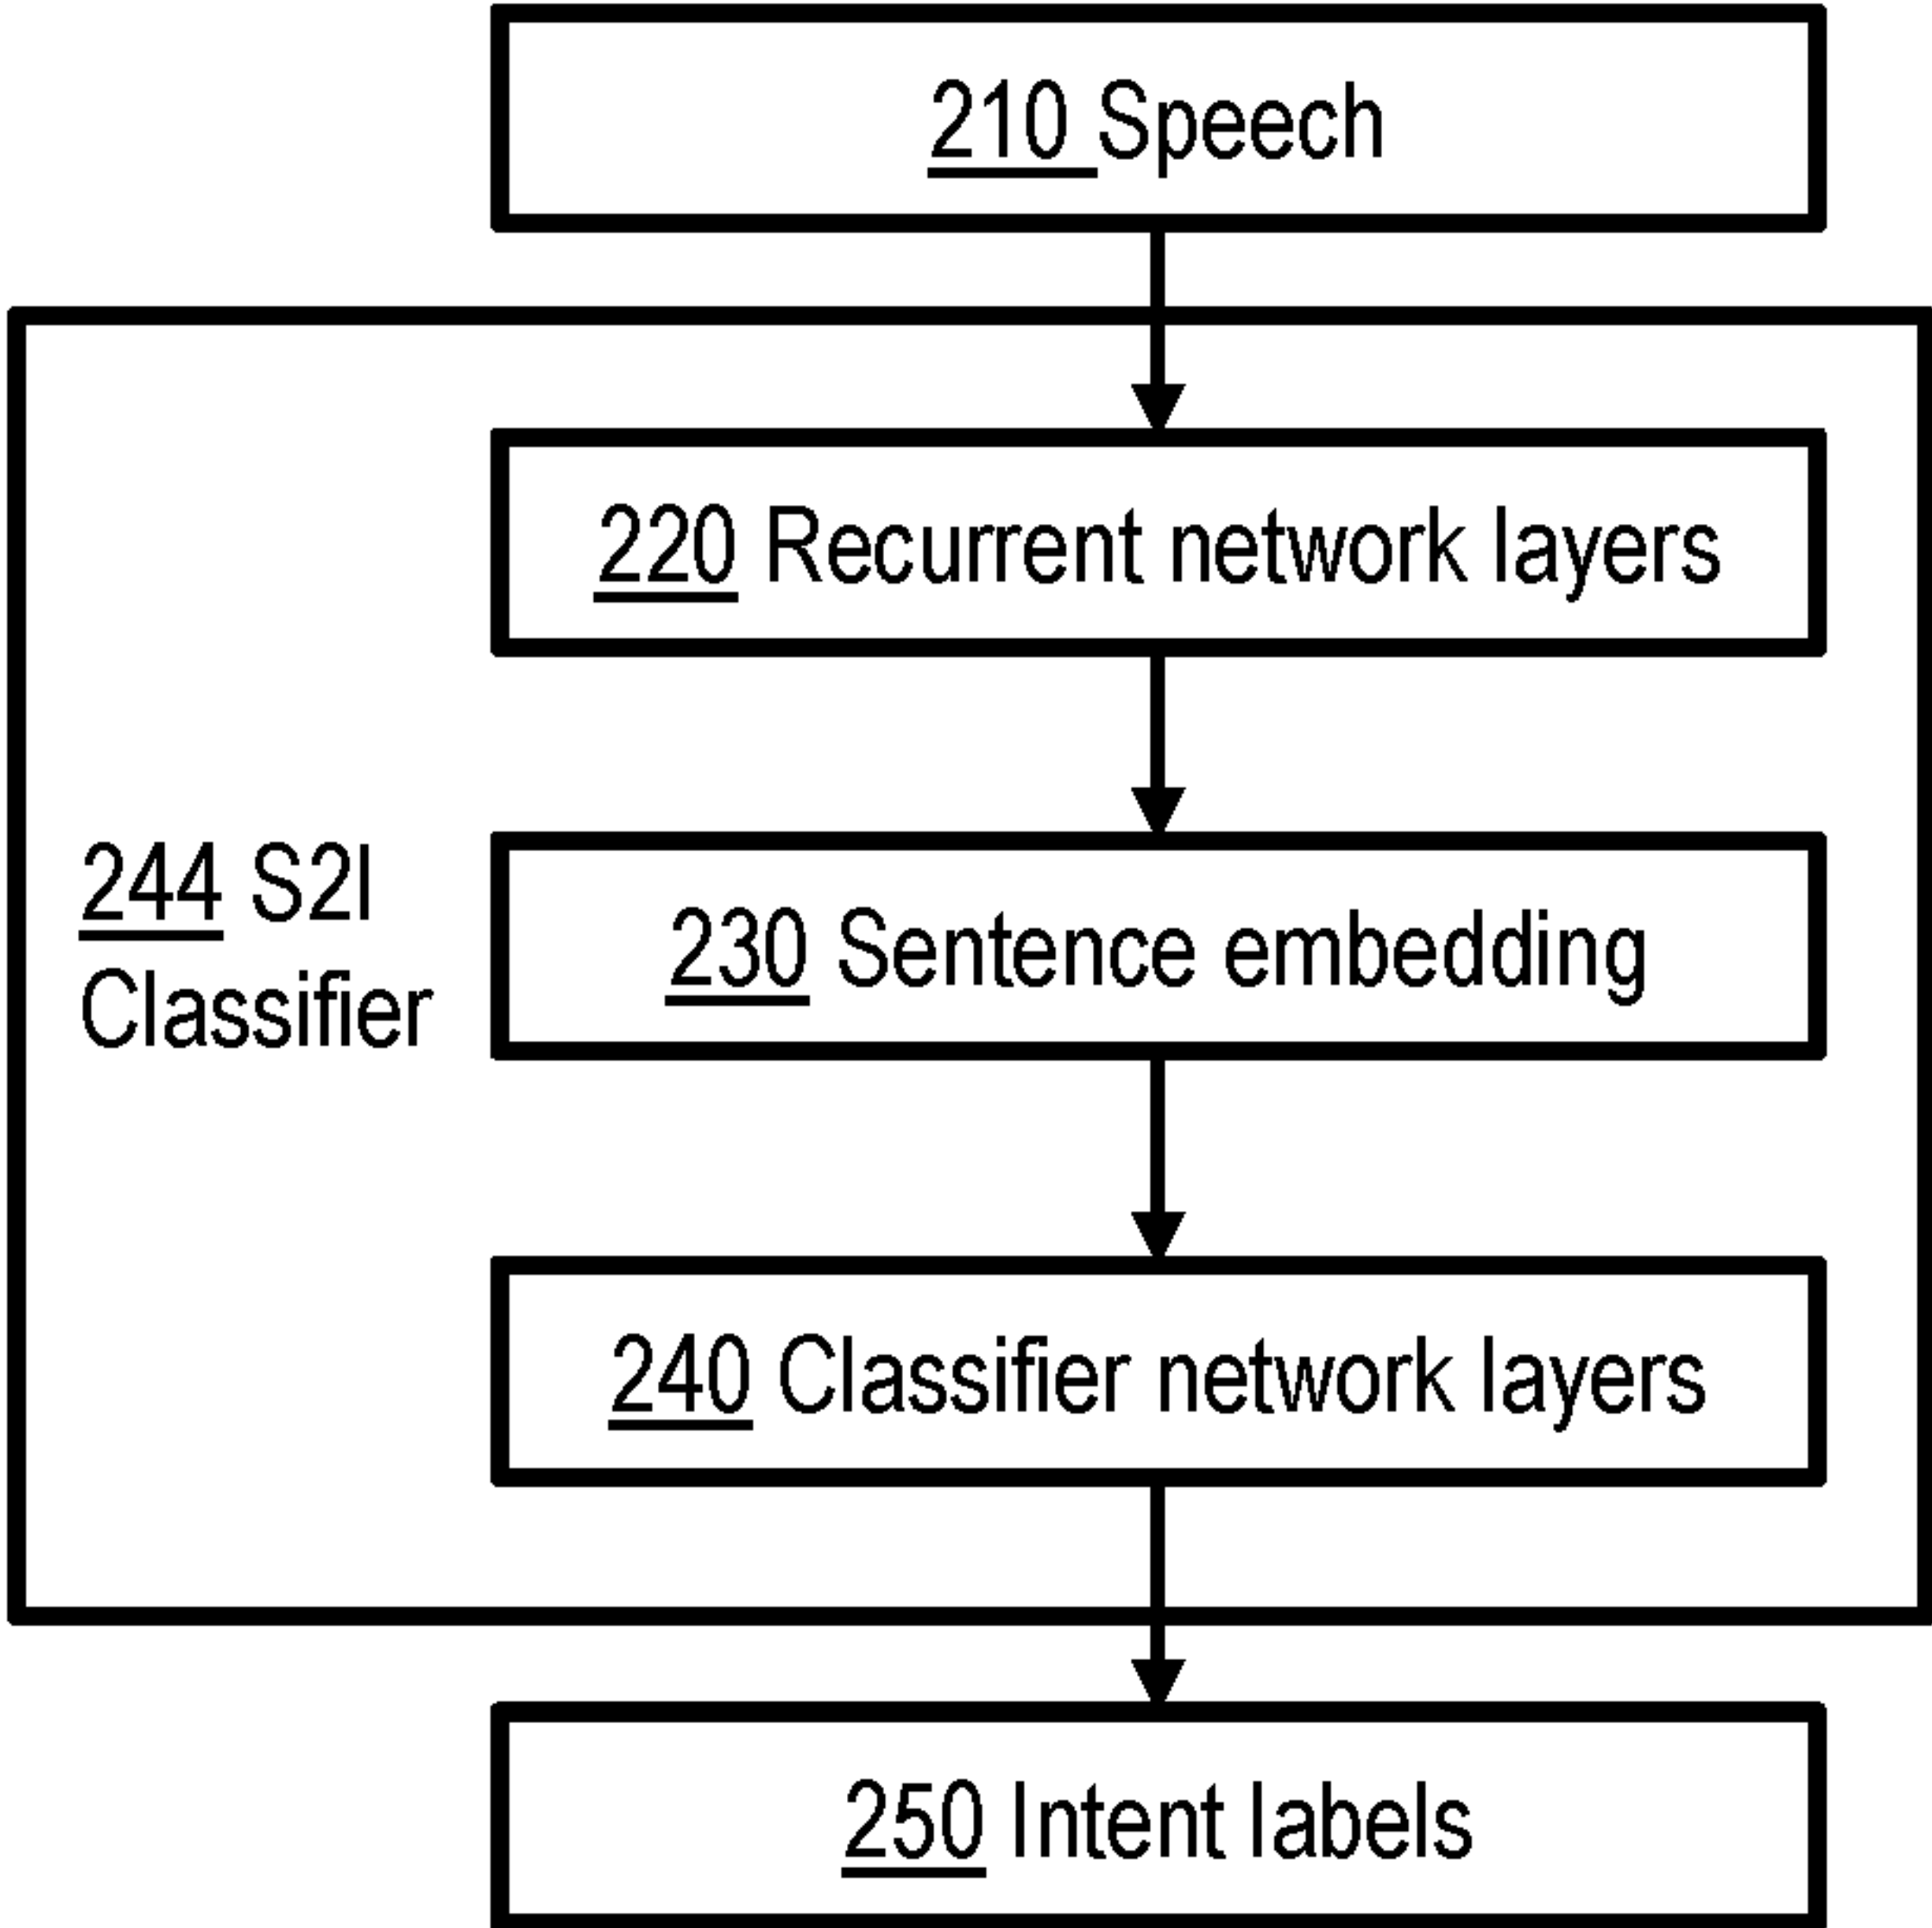 210 Speech
220 Recurrent network layers
244 S2I
Classifier
230 Sentence embedding
240 Classifier network layers
250 Intent labels